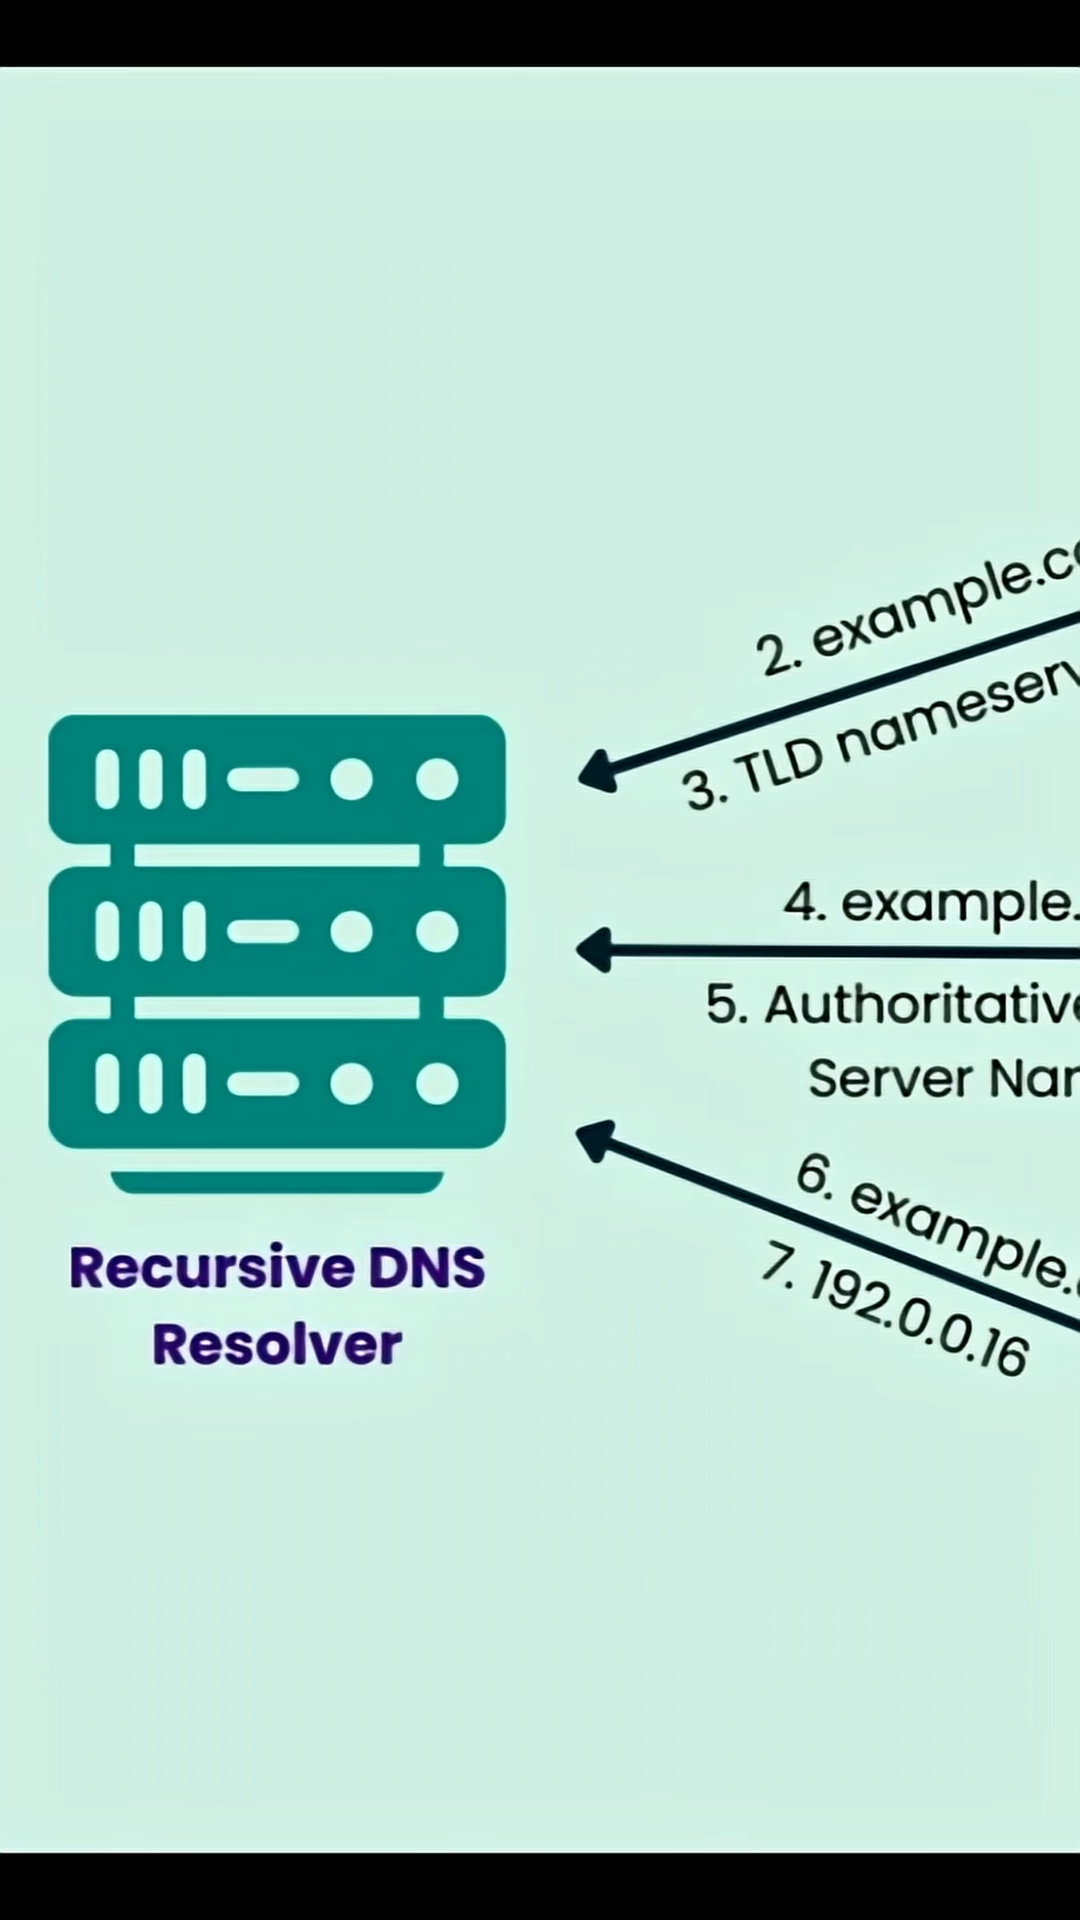 2. example.c
3. TLD nameserv
4. example.
5. Authoritative
Server Nam
6. example.
7. 192.0.0.16
Recursive DNS
Resolver